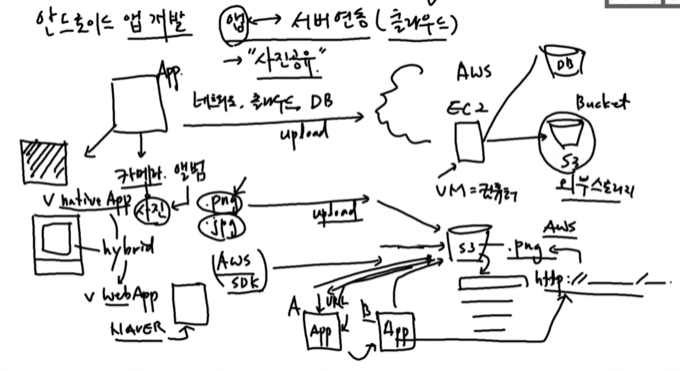 안드로이드 앱 개발 앱 ↔ 서버연동 (클라우드)
→ "사진공유"
App.
네트워크, 클라우드, DB
upload
AWS
EC2
DB
Bucket
S3
VM = 컴퓨터
외부스토리지
카메라. 앨범
사진
v native App
hybrid
v WebApp
NAVER
.png
.jpg
upload
(AWS SDK)
S3
.png
AWS
http://
A
URL
B
App
App